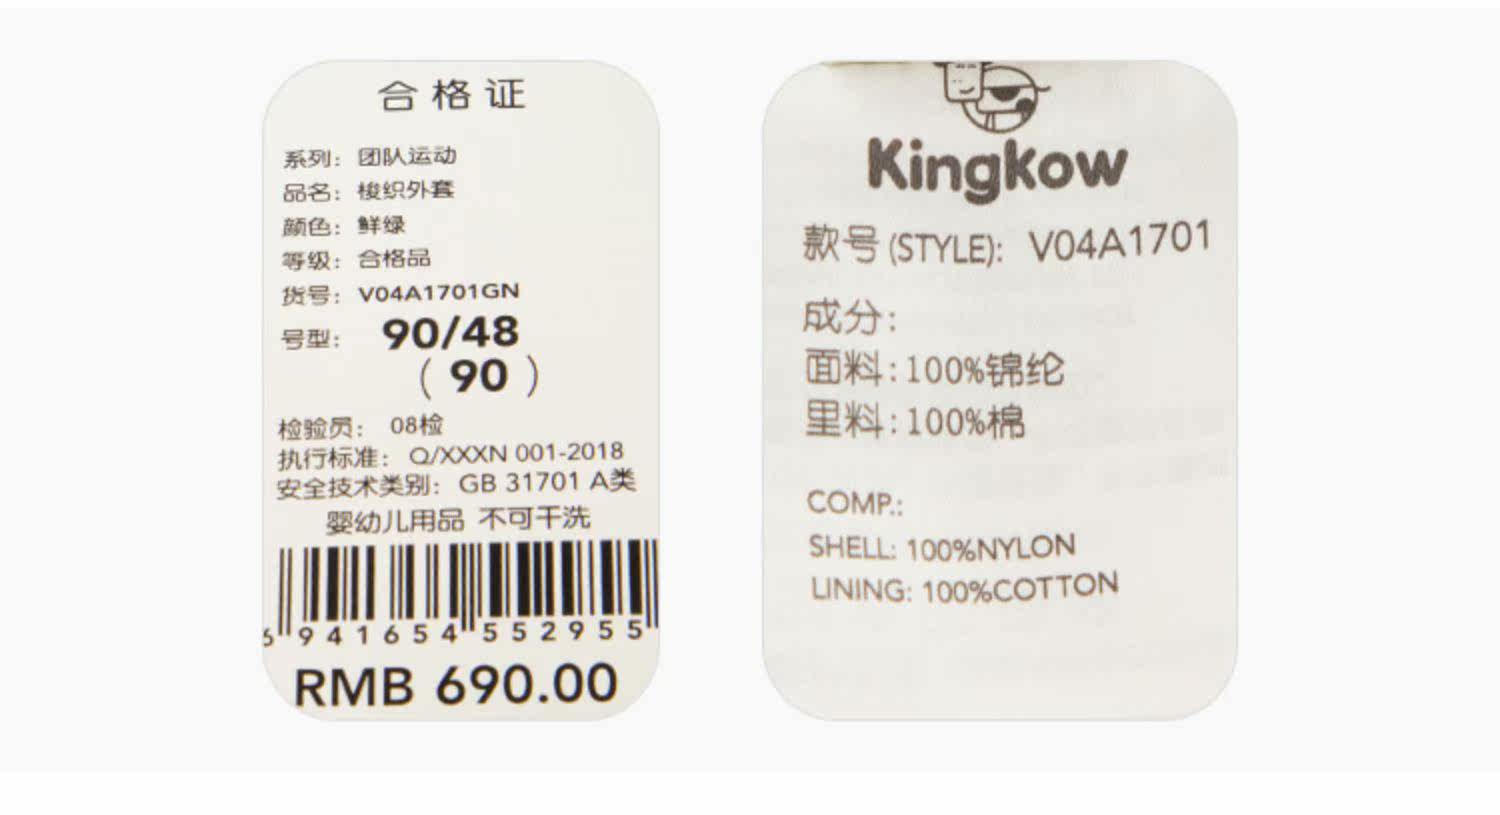 合格证
系列：团队运动
品名：梭织外套
颜色：鲜绿
等级：合格品
货号：V04A1701GN
号型：90/48
（90）
检验员：08检
执行标准：Q/XXXN 001-2018
安全技术类别：GB 31701 A类
婴幼儿用品 不可干洗
6 941654 552955
RMB 690.00
Kingkow
款号(STYLE): V04A1701
成分:
面料:100%锦纶
里料:100%棉
COMP.:
SHELL: 100%NYLON
LINING: 100%COTTON